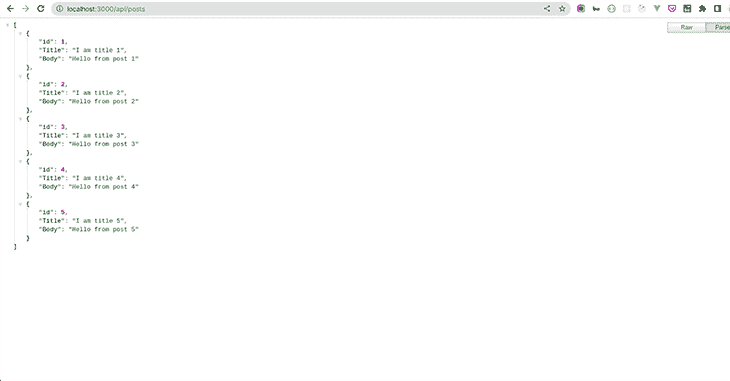 localhost:3000/api/posts
Raw Parse
[
{
"id": 1,
"Title": "I am title 1",
"Body": "Hello from post 1"
},
{
"id": 2,
"Title": "I am title 2",
"Body": "Hello from post 2"
},
{
"id": 3,
"Title": "I am title 3",
"Body": "Hello from post 3"
},
{
"id": 4,
"Title": "I am title 4",
"Body": "Hello from post 4"
},
{
"id": 5,
"Title": "I am title 5",
"Body": "Hello from post 5"
}
]